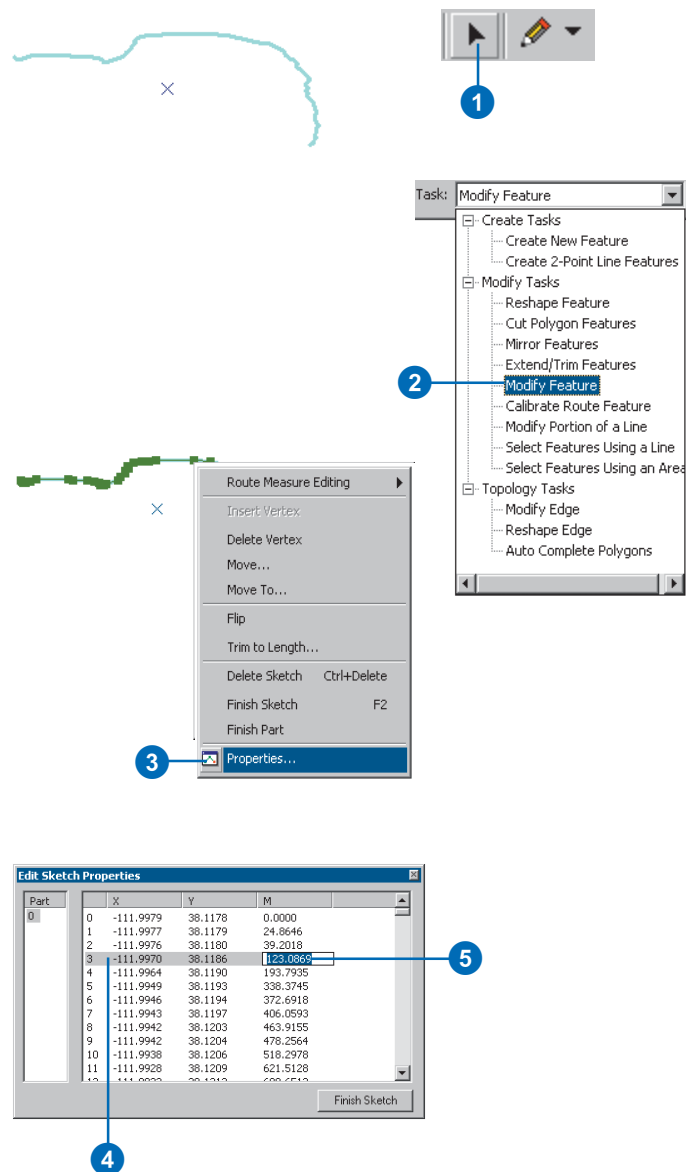 1
Task: Modify Feature
Create Tasks
Create New Feature
Create 2-Point Line Features
Modify Tasks
Reshape Feature
Cut Polygon Features
Mirror Features
Extend/Trim Features
2
Modify Feature
Calibrate Route Feature
Modify Portion of a Line
Select Features Using a Line
Select Features Using an Area
Topology Tasks
Modify Edge
Reshape Edge
Auto Complete Polygons
Route Measure Editing
Insert Vertex
Delete Vertex
Move...
Move To...
Flip
Trim to Length...
Delete Sketch Ctrl+Delete
Finish Sketch F2
Finish Part
3 Properties...
Edit Sketch Properties
Part X Y M
0 0 -111.9979 38.1178 0.0000
1 -111.9977 38.1179 24.8646
2 -111.9976 38.1180 39.2018
3 -111.9970 38.1186 123.0869 5
4 -111.9964 38.1190 193.7935
5 -111.9949 38.1193 338.3745
6 -111.9946 38.1194 372.6918
7 -111.9943 38.1197 406.0593
8 -111.9942 38.1203 463.9155
9 -111.9942 38.1204 478.2564
10 -111.9938 38.1206 518.2978
11 -111.9928 38.1209 621.5128
Finish Sketch
4